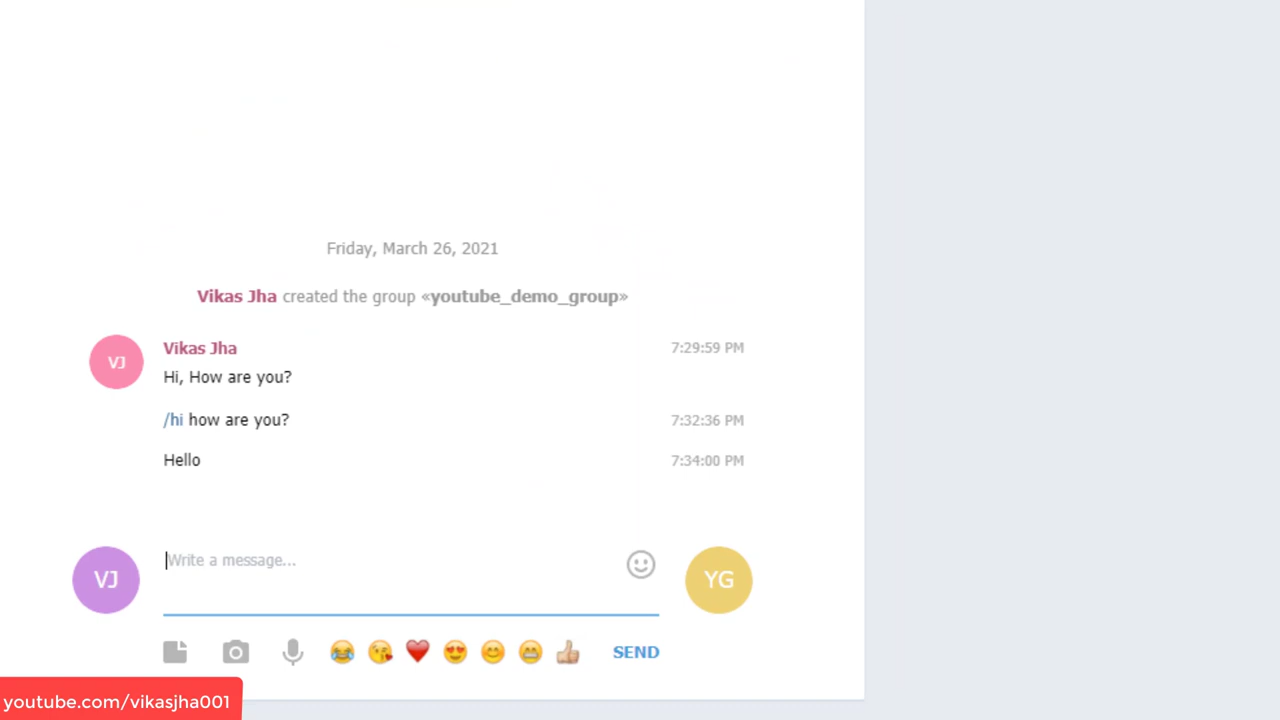 Friday, March 26, 2021
Vikas Jha created the group «youtube_demo_group»
VJ
Vikas Jha 7:29:59 PM
Hi, How are you?
/hi how are you? 7:32:36 PM
Hello 7:34:00 PM
VJ
Write a message...
YG
SEND
youtube.com/vikasjha001